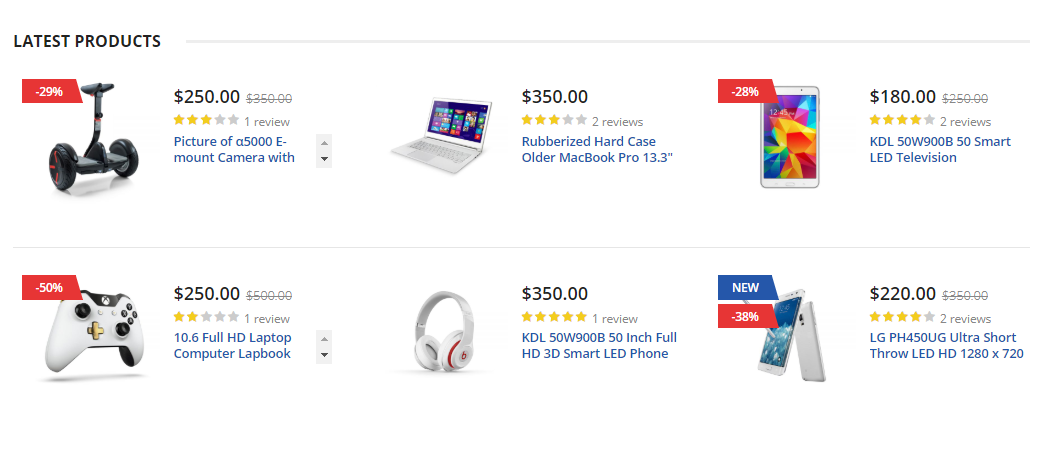 LATEST PRODUCTS
-29%
$250.00 $350.00
1 review
Picture of α5000 E-
mount Camera with
$350.00
2 reviews
Rubberized Hard Case
Older MacBook Pro 13.3"
-28%
12:45
$180.00 $250.00
2 reviews
KDL 50W900B 50 Smart
LED Television
-50%
$250.00 $500.00
1 review
10.6 Full HD Laptop
Computer Lapbook
$350.00
1 review
KDL 50W900B 50 Inch Full
HD 3D Smart LED Phone
NEW
-38%
$220.00 $350.00
2 reviews
LG PH450UG Ultra Short
Throw LED HD 1280 x 720